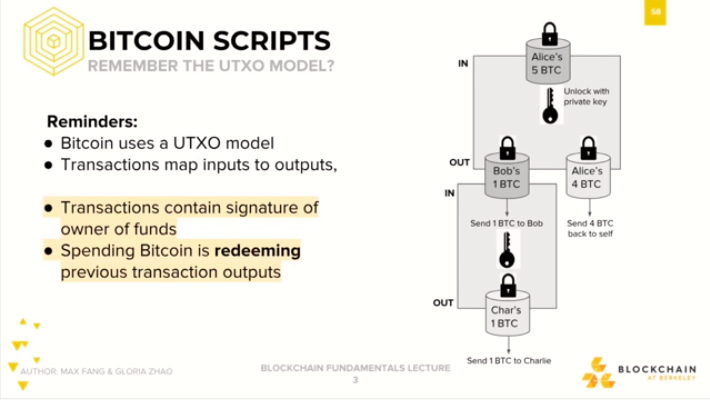 58
BITCOIN SCRIPTS
REMEMBER THE UTXO MODEL?
Reminders:
● Bitcoin uses a UTXO model
● Transactions map inputs to outputs,
● Transactions contain signature of
owner of funds
● Spending Bitcoin is redeeming
previous transaction outputs
IN
Alice's
5 BTC
Unlock with
private key
OUT
Bob's
1 BTC
Alice's
4 BTC
IN
Send 1 BTC to Bob
Send 4 BTC
back to self
OUT
Char's
1 BTC
Send 1 BTC to Charlie
AUTHOR: MAX FANG & GLORIA ZHAO
BLOCKCHAIN FUNDAMENTALS LECTURE
3
BLOCKCHAIN
AT BERKELEY